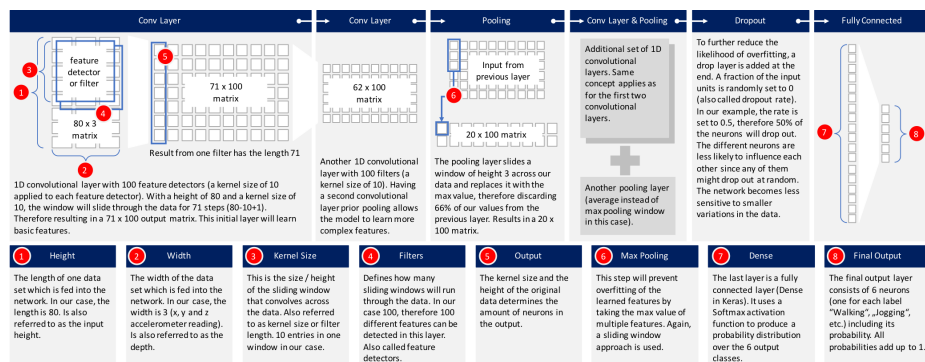 Conv Layer
Conv Layer
Pooling
Conv Layer & Pooling
Dropout
Fully Connected
3
1
feature
detector
or filter
4
80 x 3
matrix
2
5
71 x 100
matrix
Result from one filter has the length 71
1D convolutional layer with 100 feature detectors (a kernel size of 10
applied to each feature detector). With a height of 80 and a kernel size of
10, the window will slide through the data for 71 steps (80-10+1).
Therefore resulting in a 71 x 100 output matrix. This initial layer will learn
basic features.
62 x 100
matrix
Another 1D convolutional
layer with 100 filters (a
kernel size of 10). Having
a second convolutional
layer prior pooling allows
the model to learn more
complex features.
Input from
previous layer
6
20 x 100 matrix
The pooling layer slides a
window of height 3 across our
data and replaces it with the
max value, therefore discarding
66% of our values from the
previous layer. Results in a 20 x
100 matrix.
Additional set of 1D
convolutional
layers. Same
concept applies as
for the first two
convolutional
layers.
Another pooling layer
(average instead of
max pooling window
in this case).
To further reduce the
likelihood of overfitting, a
drop layer is added at the
end. A fraction of the input
units is randomly set to 0
(also called dropout rate).
In our example, the rate is
set to 0.5, therefore 50% of
the neurons will drop out.
The different neurons are
less likely to influence each
other since any of them
might drop out at random.
The network becomes less
sensitive to smaller
variations in the data.
7
8
1 Height
The length of one data
set which is fed into the
network. In our case, the
length is 80. Is also
referred to as the input
height.
2 Width
The width of the data
set which is fed into the
network. In our case, the
width is 3 (x, y and z
accelerometer reading).
Is also referred to as the
depth.
3 Kernel Size
This is the size / height
of the sliding window
that convolves across
the data. Also referred
to as kernel size or filter
length. 10 entries in one
window in our case.
4 Filters
Defines how many
sliding windows will run
through the data. In our
case 100, therefore 100
different features can be
detected in this layer.
Also called feature
detectors.
5 Output
The kernel size and the
height of the original
data determines the
amount of neurons in
the output.
6 Max Pooling
This step will prevent
overfitting of the
learned features by
taking the max value of
multiple features. Again,
a sliding window
approach is used.
7 Dense
The last layer is a fully
connected layer (Dense
in Keras). It uses a
Softmax activation
function to produce a
probability distribution
over the 6 output
classes.
8 Final Output
The final output layer
consists of 6 neurons
(one for each label
"Walking", „Jogging",
etc.) including its
probability. All
probabilities add up to 1.